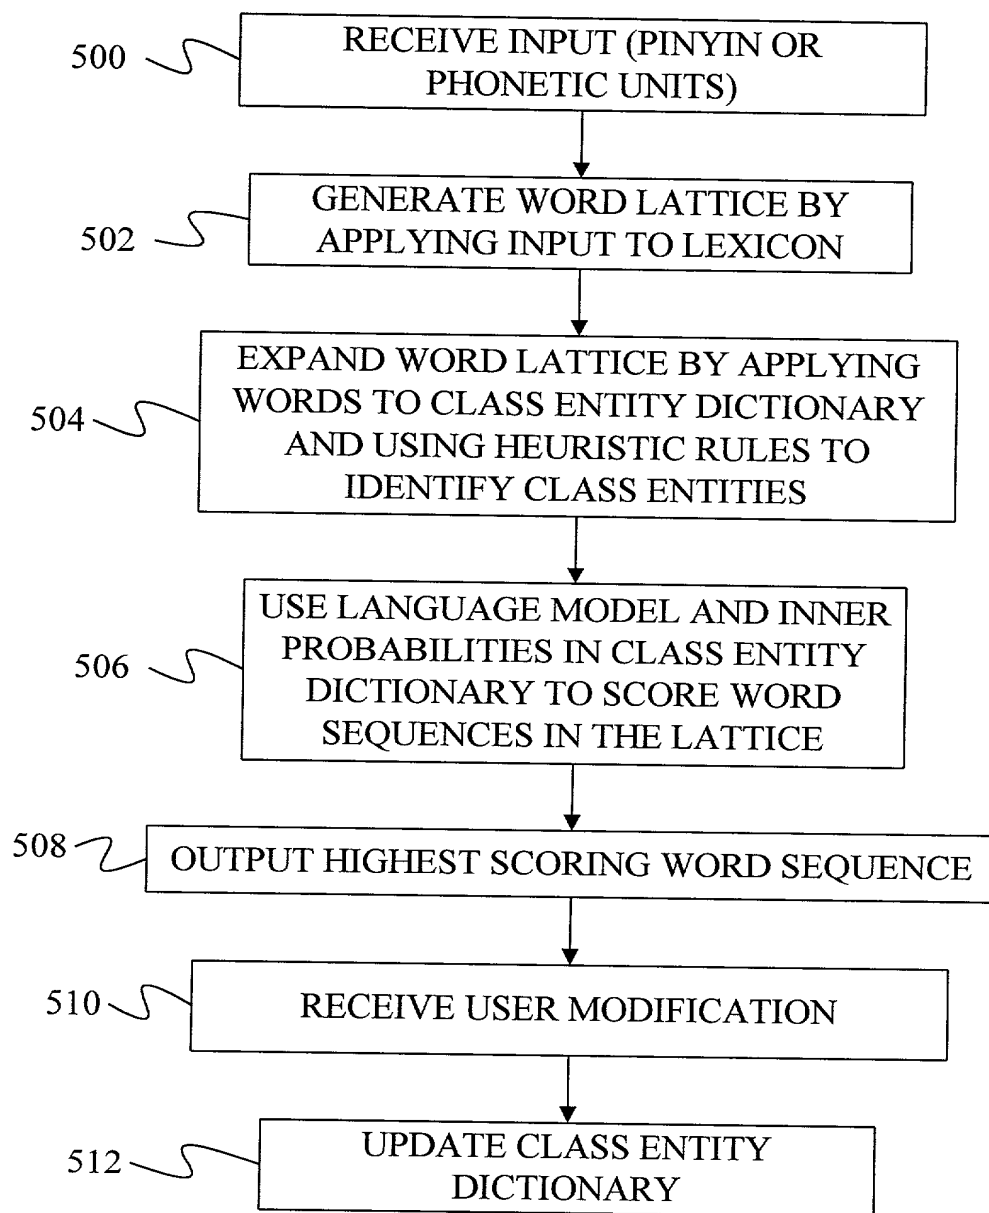 500
RECEIVE INPUT (PINYIN OR
PHONETIC UNITS)
502
GENERATE WORD LATTICE BY
APPLYING INPUT TO LEXICON
504
EXPAND WORD LATTICE BY APPLYING
WORDS TO CLASS ENTITY DICTIONARY
AND USING HEURISTIC RULES TO
IDENTIFY CLASS ENTITIES
506
USE LANGUAGE MODEL AND INNER
PROBABILITIES IN CLASS ENTITY
DICTIONARY TO SCORE WORD
SEQUENCES IN THE LATTICE
508
OUTPUT HIGHEST SCORING WORD SEQUENCE
510
RECEIVE USER MODIFICATION
512
UPDATE CLASS ENTITY
DICTIONARY